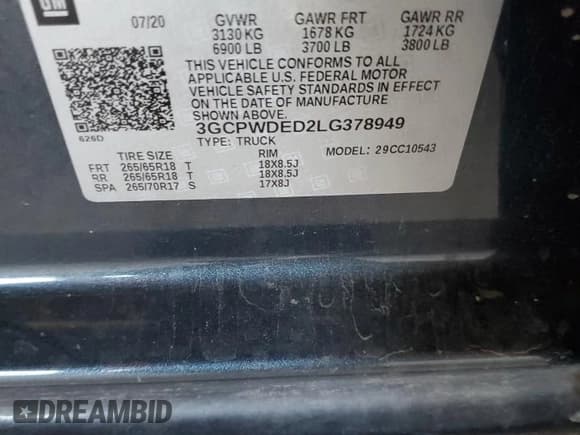 GM
07/20 GVWR GAWR FRT GAWR RR
3130 KG 1678 KG 1724 KG
6900 LB 3700 LB 3800 LB
THIS VEHICLE CONFORMS TO ALL
APPLICABLE U.S. FEDERAL MOTOR
VEHICLE SAFETY STANDARDS IN EFFECT
ON THE DATE OF MANUFACTURE
SHOWN ABOVE.
626D
3GCPWDED2LG378949
TYPE: TRUCK MODEL: 29CC10543
TIRE SIZE RIM
FRT 265/65R18 T 18X8.5J
RR 265/65R18 T 18X8.5J
SPA 265/70R17 S 17X8J
DREAMBID